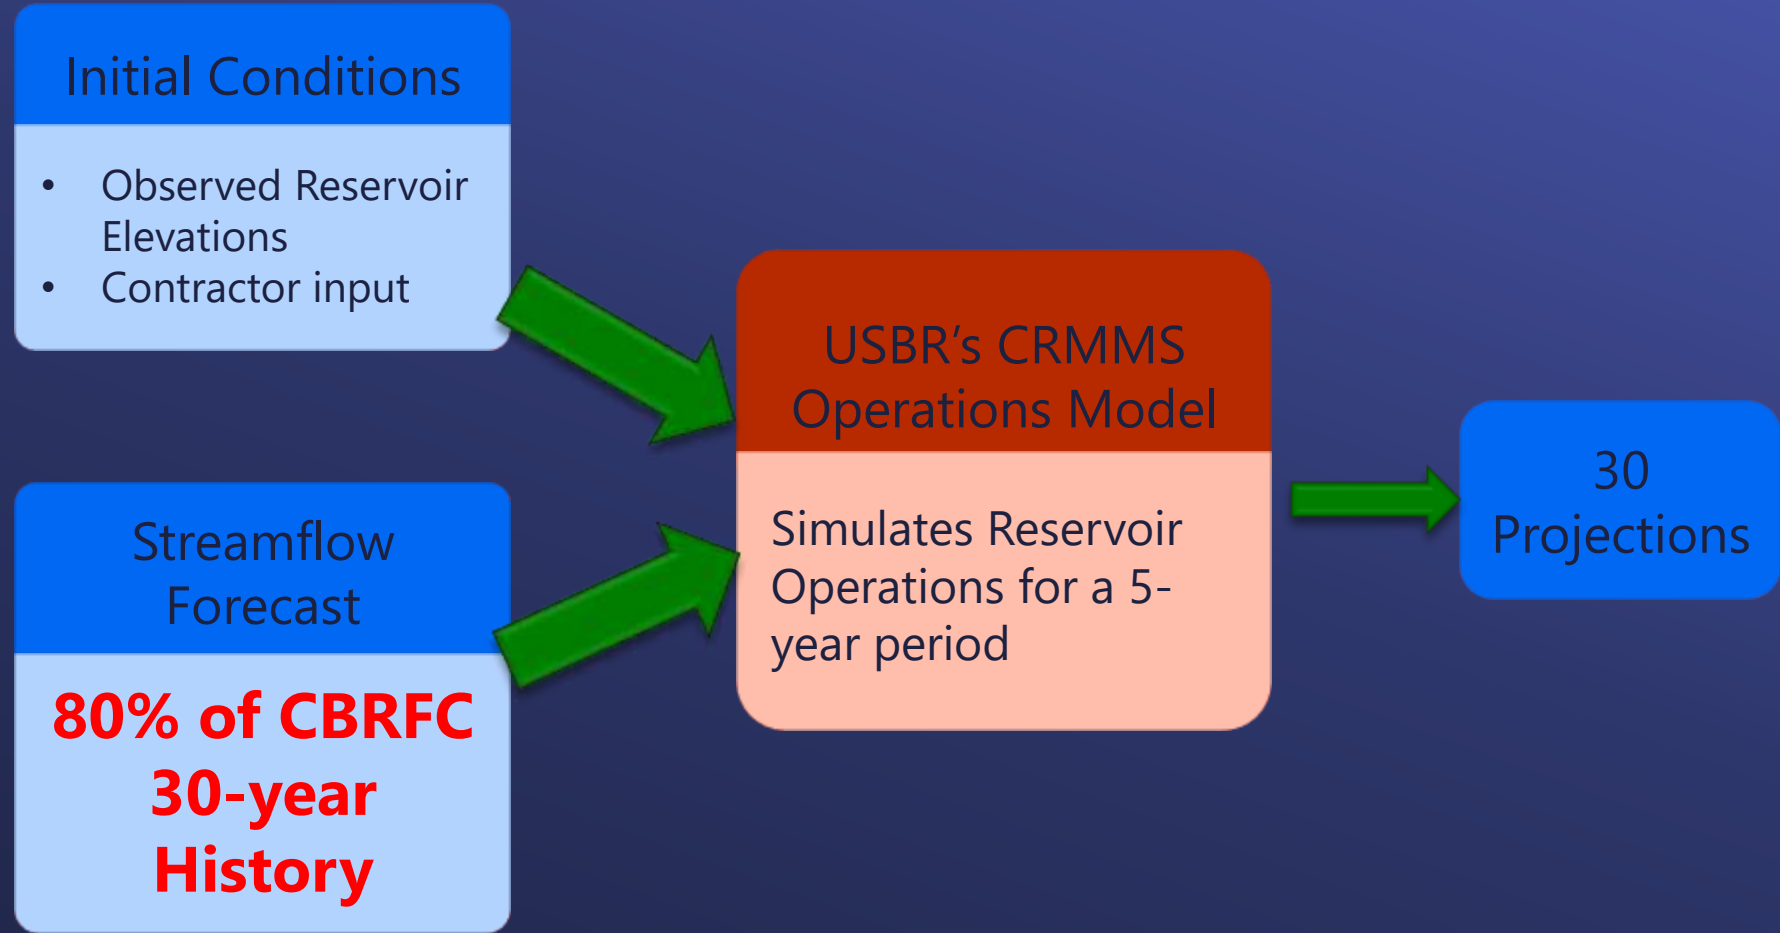 Initial Conditions
• Observed Reservoir
Elevations
• Contractor input
Streamflow
Forecast
80% of CBRFC
30-year
History
USBR’s CRMMS
Operations Model
Simulates Reservoir
Operations for a 5-
year period
30
Projections